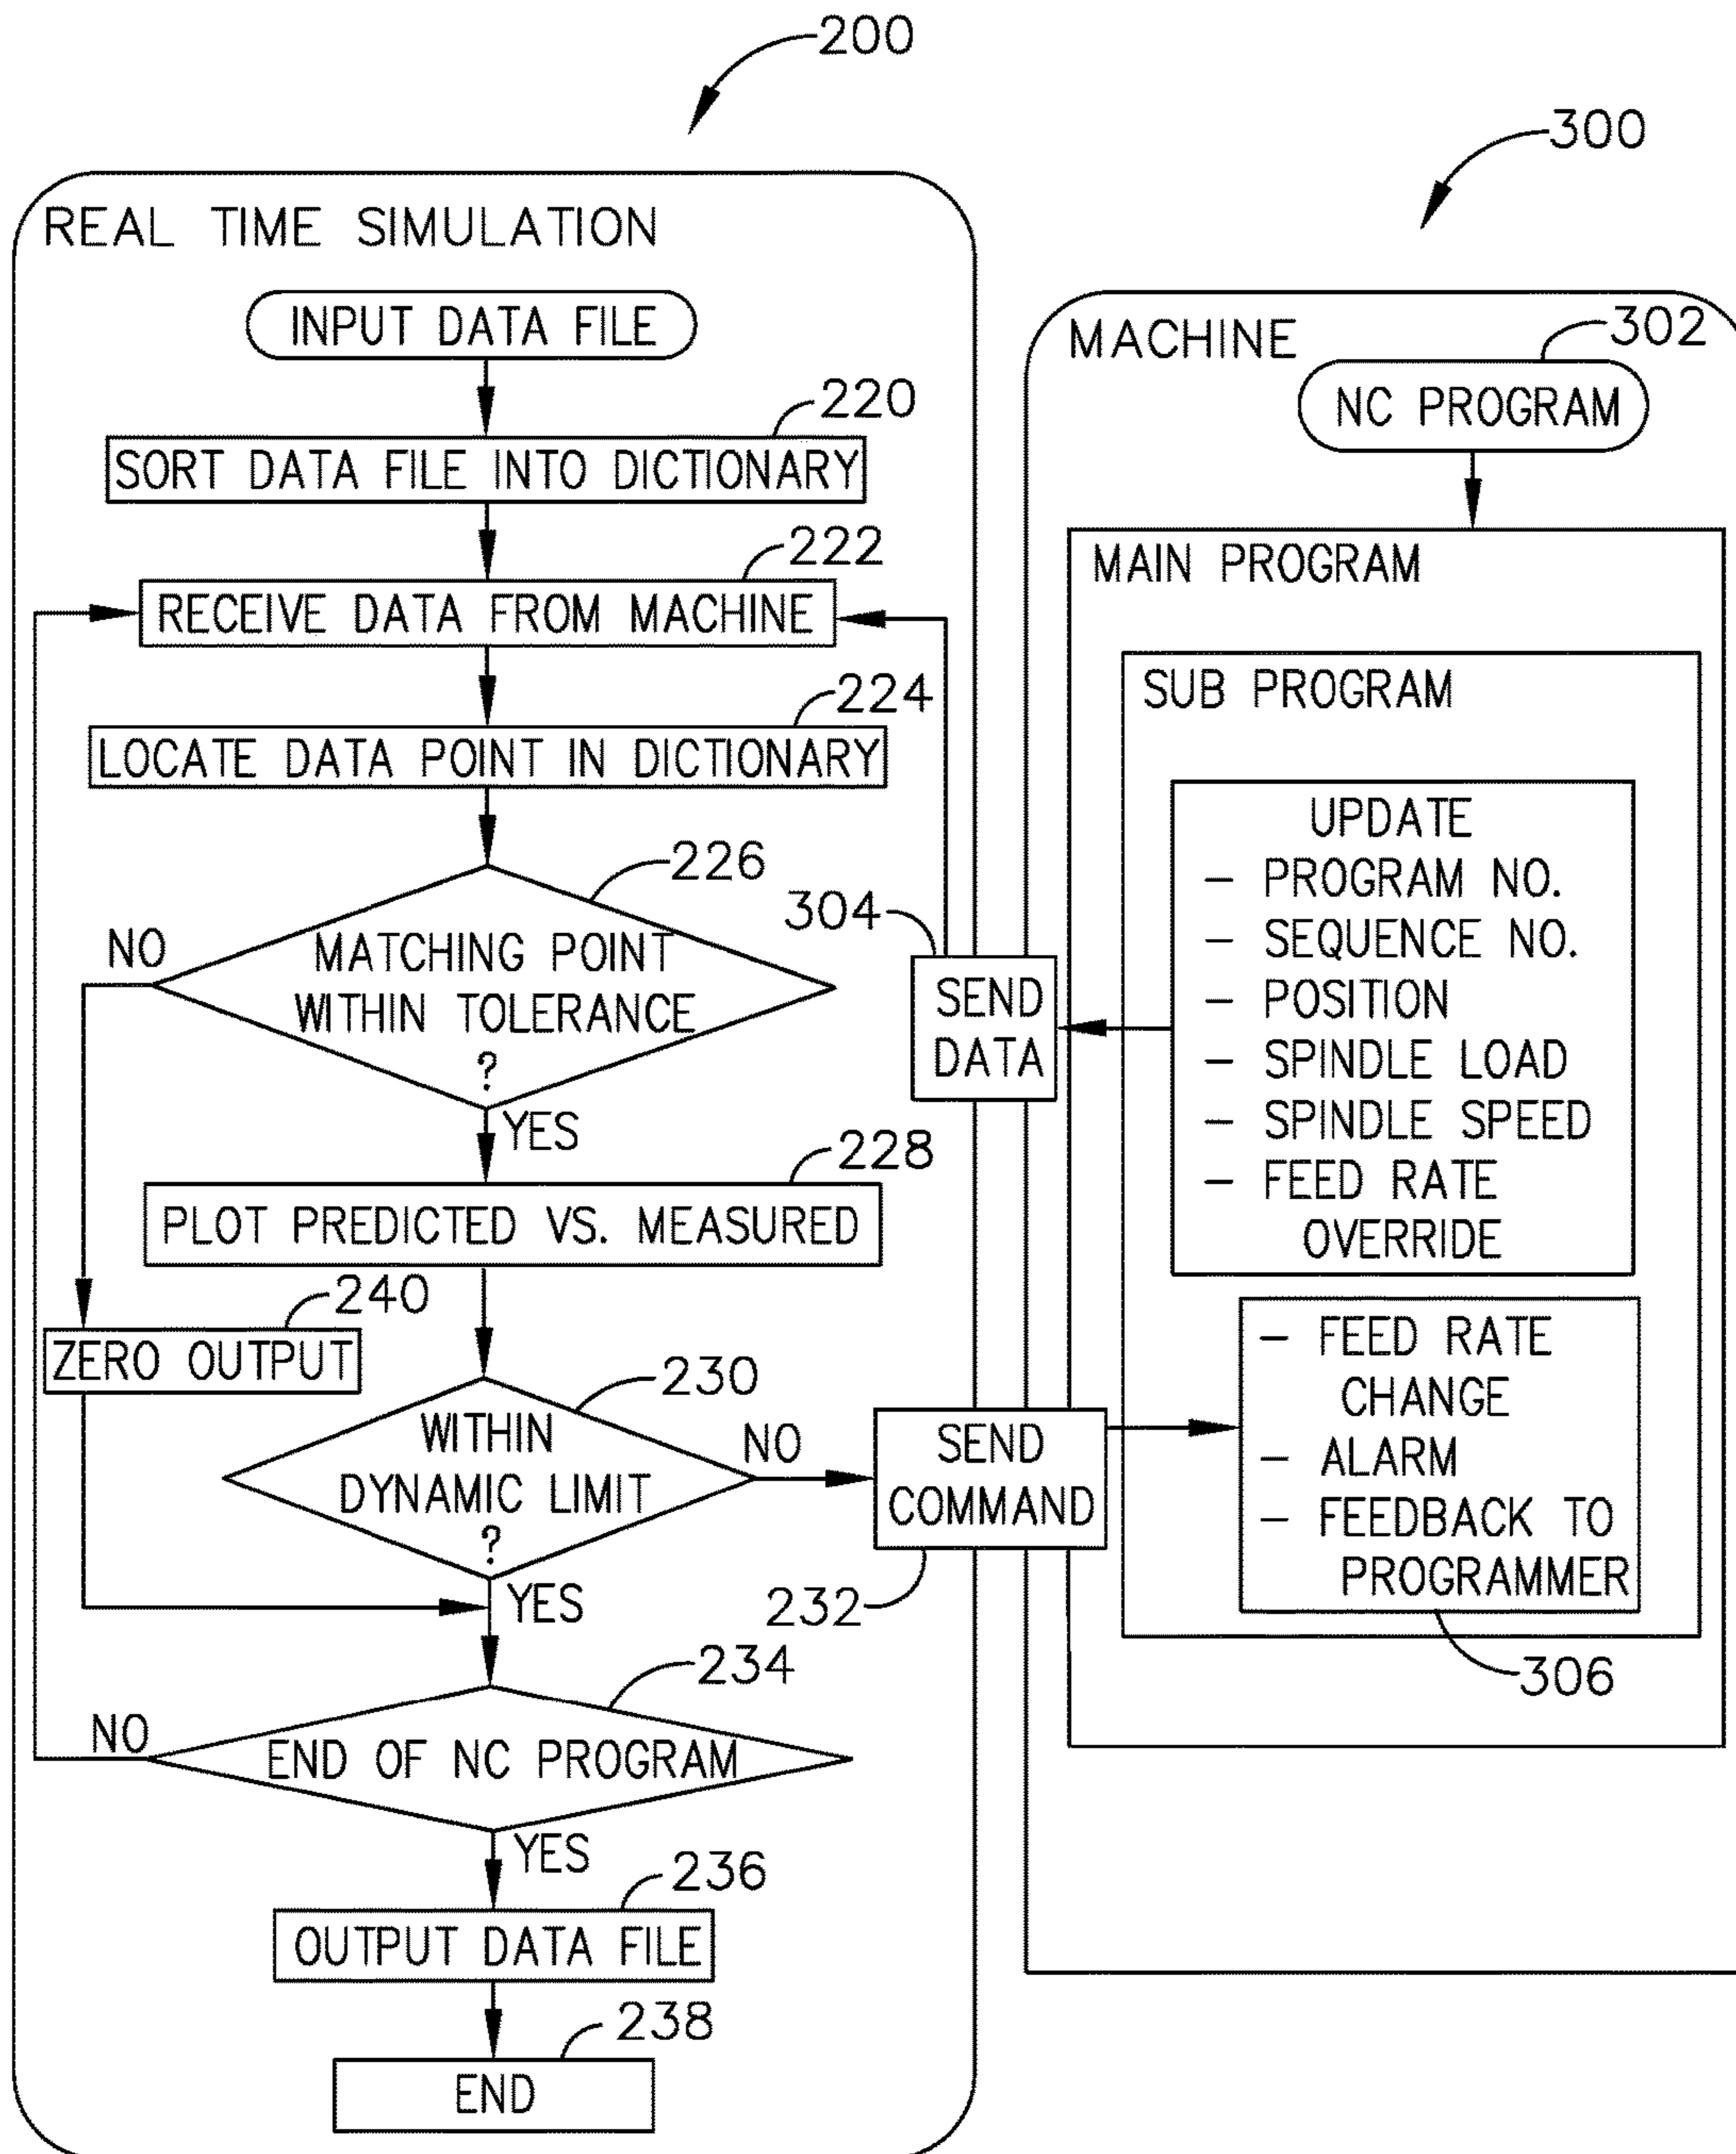 200
300
REAL TIME SIMULATION
INPUT DATA FILE
220
SORT DATA FILE INTO DICTIONARY
222
RECEIVE DATA FROM MACHINE
224
LOCATE DATA POINT IN DICTIONARY
226
MATCHING POINT
WITHIN TOLERANCE
?
NO
YES
228
PLOT PREDICTED VS. MEASURED
240
ZERO OUTPUT
230
WITHIN
DYNAMIC LIMIT
?
NO
YES
SEND
COMMAND
232
234
END OF NC PROGRAM
NO
YES
236
OUTPUT DATA FILE
238
END
304
SEND
DATA
MACHINE
302
NC PROGRAM
MAIN PROGRAM
SUB PROGRAM
UPDATE
– PROGRAM NO.
– SEQUENCE NO.
– POSITION
– SPINDLE LOAD
– SPINDLE SPEED
– FEED RATE
OVERRIDE
– FEED RATE
CHANGE
– ALARM
– FEEDBACK TO
PROGRAMMER
306